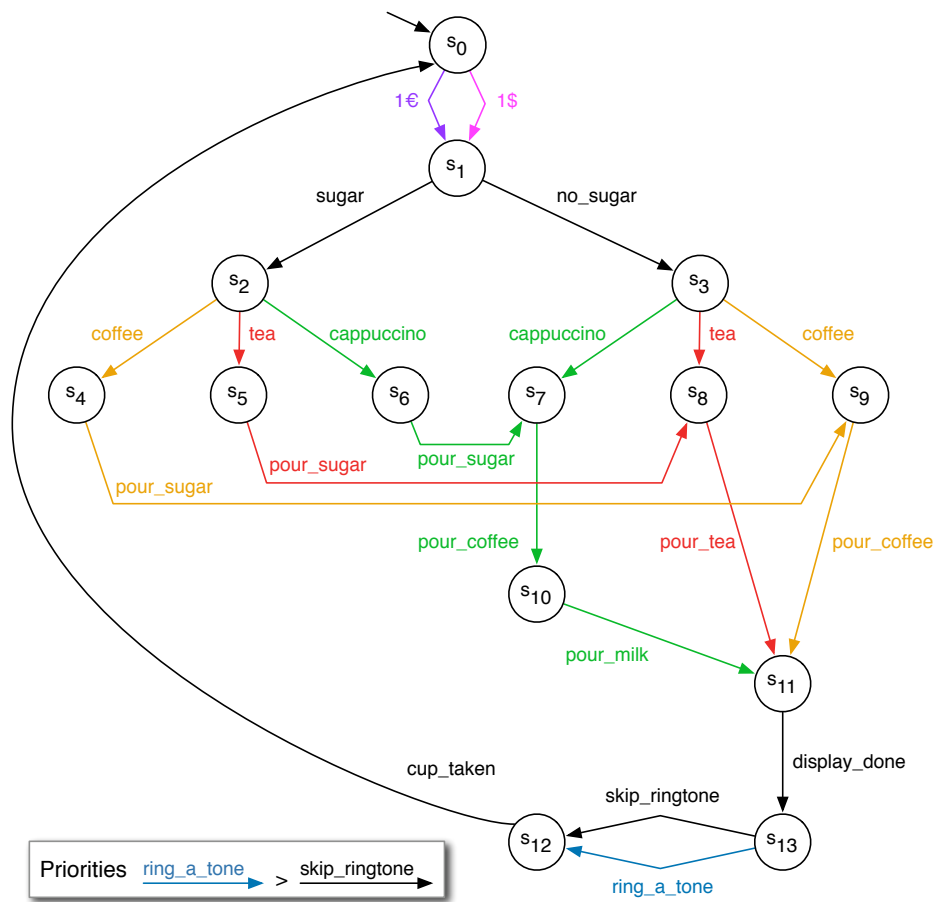 s0
1€ 1$
s1
sugar no_sugar
s2 s3
coffee tea cappuccino cappuccino tea coffee
s4 s5 s6 s7 s8 s9
pour_sugar
pour_sugar
pour_sugar
pour_coffee pour_tea pour_coffee
s10
pour_milk
s11
display_done
cup_taken
skip_ringtone
s12 s13
ring_a_tone
Priorities ring_a_tone > skip_ringtone